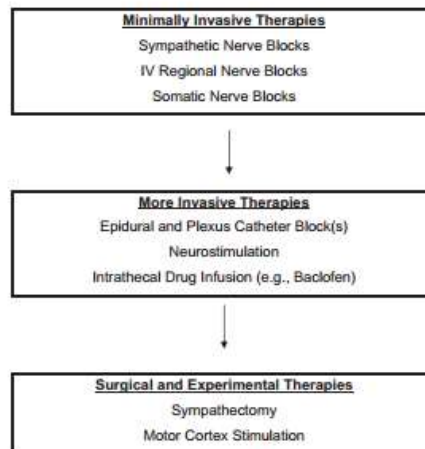 Minimally Invasive Therapies
Sympathetic Nerve Blocks
IV Regional Nerve Blocks
Somatic Nerve Blocks
More Invasive Therapies
Epidural and Plexus Catheter Block(s)
Neurostimulation
Intrathecal Drug Infusion (e.g., Baclofen)
Surgical and Experimental Therapies
Sympathectomy
Motor Cortex Stimulation